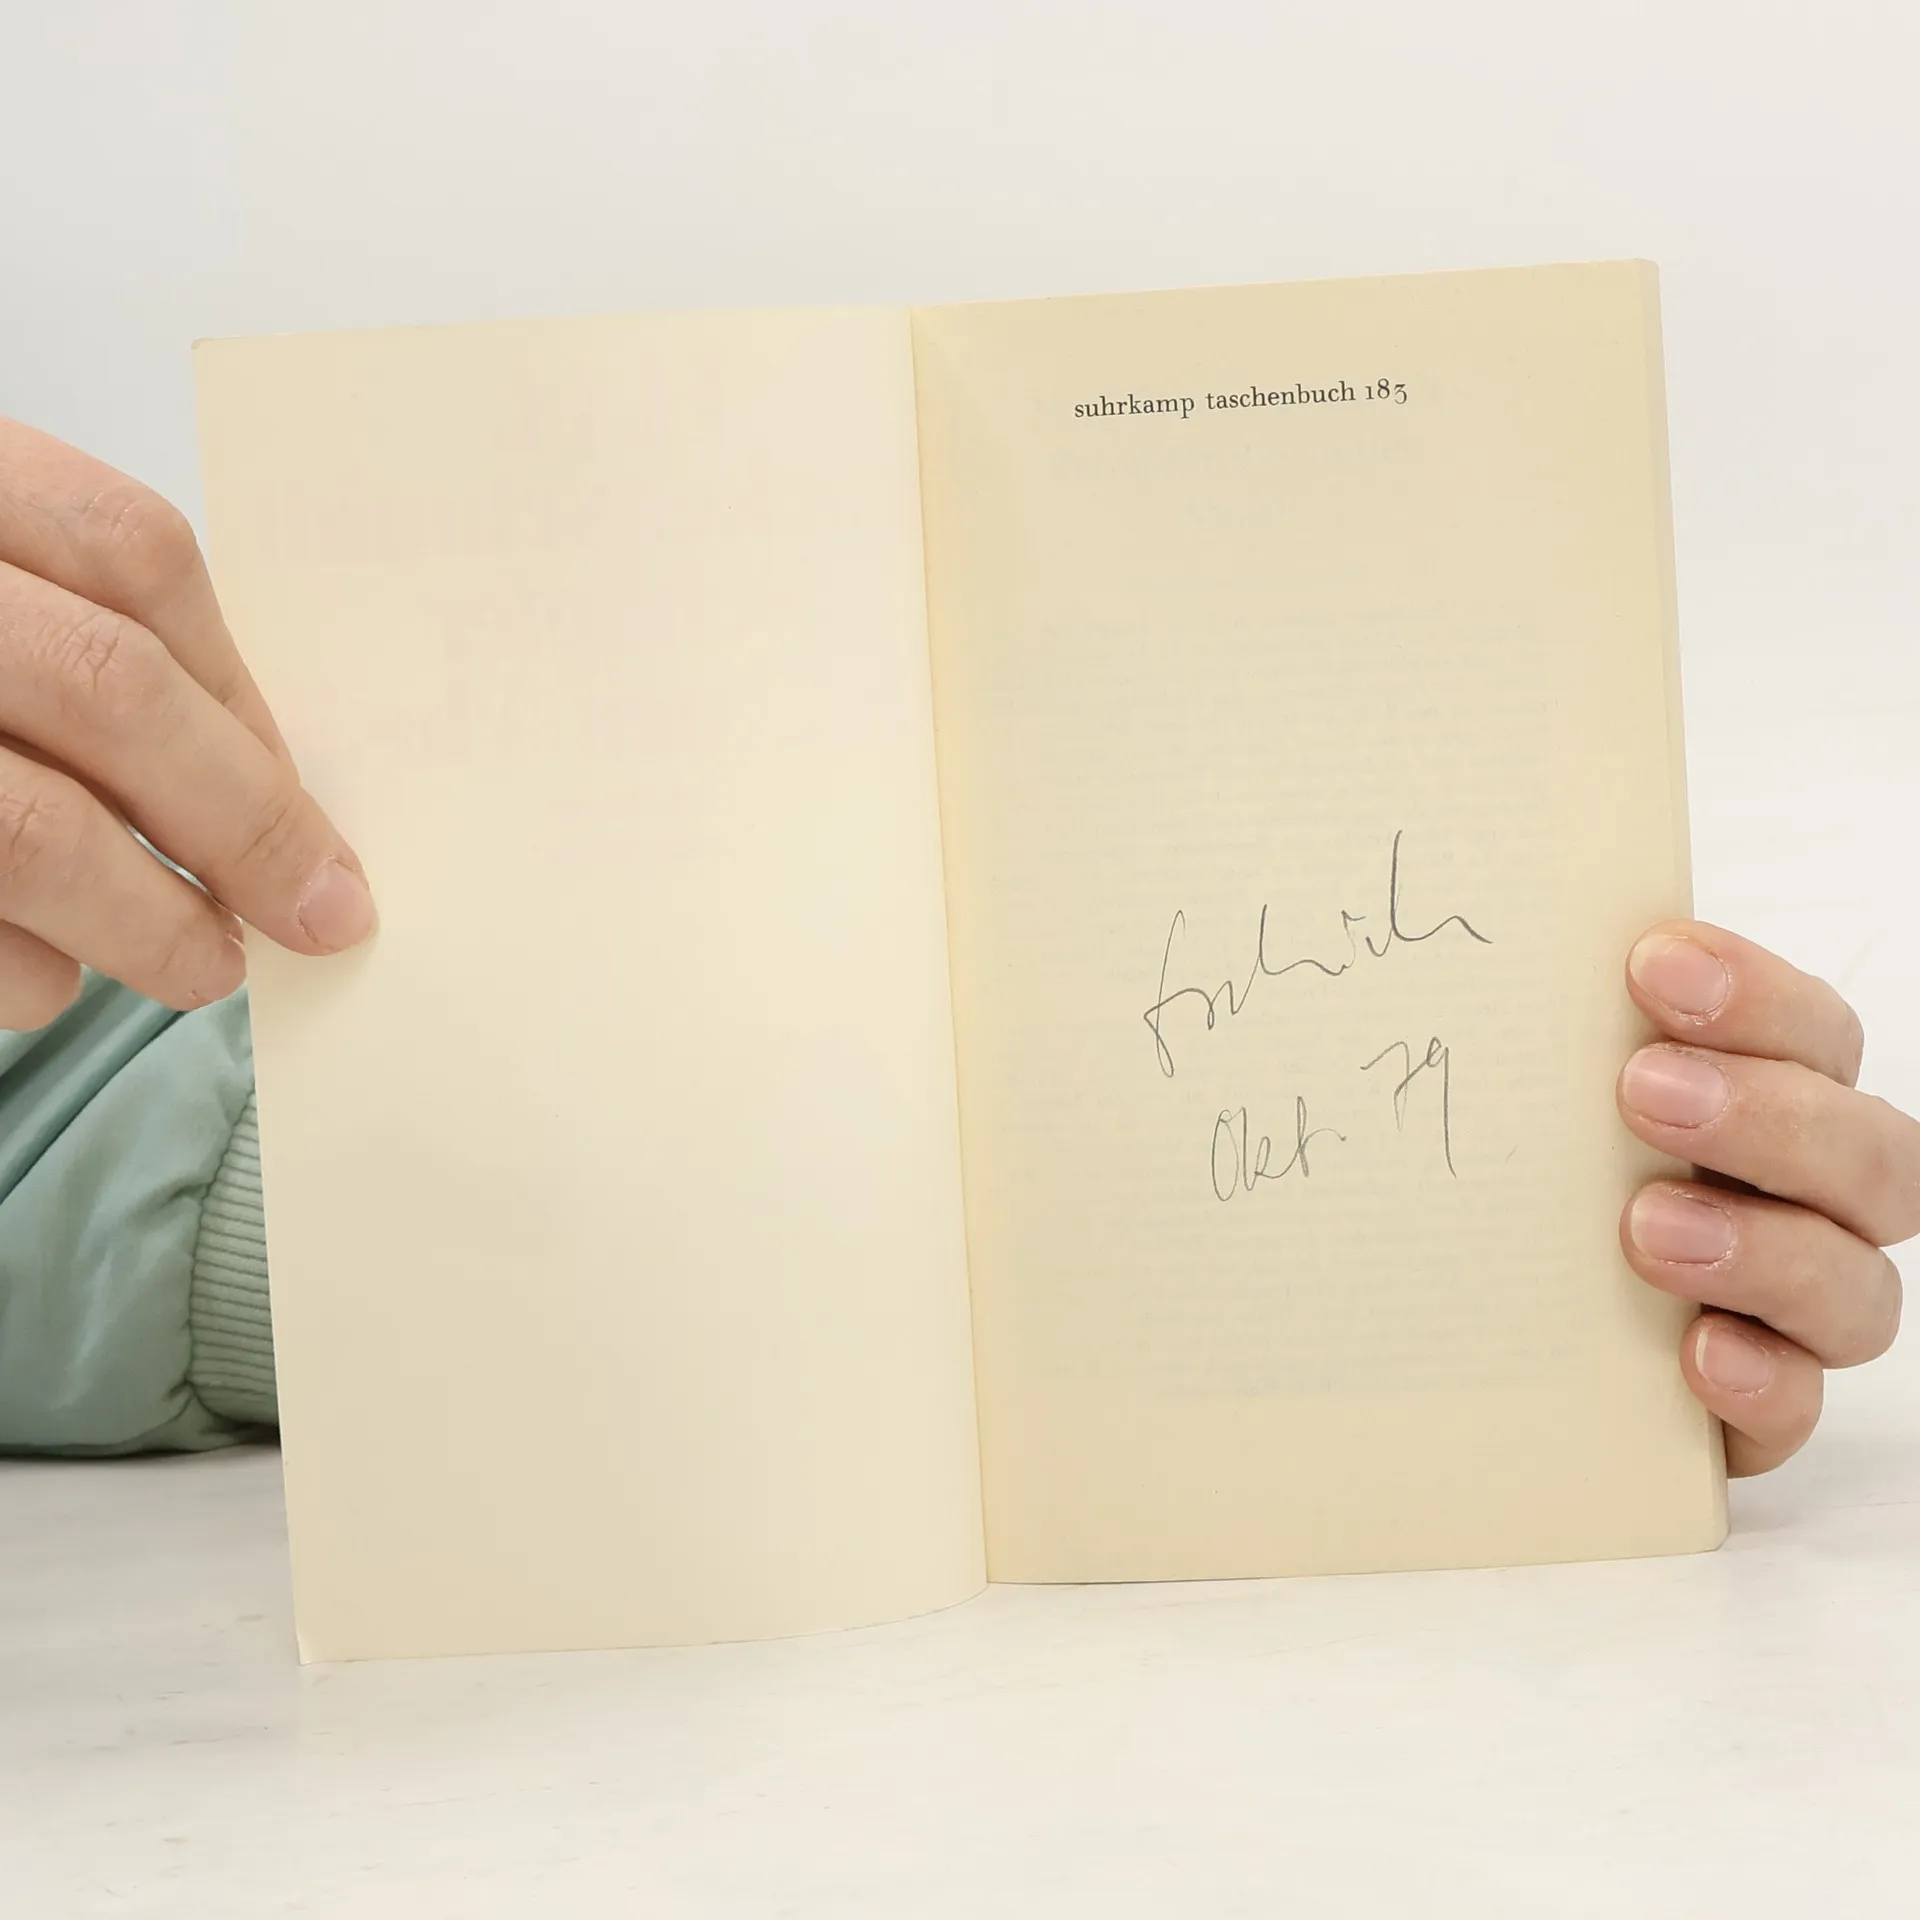 suhrkamp taschenbuch 183
Okt 79